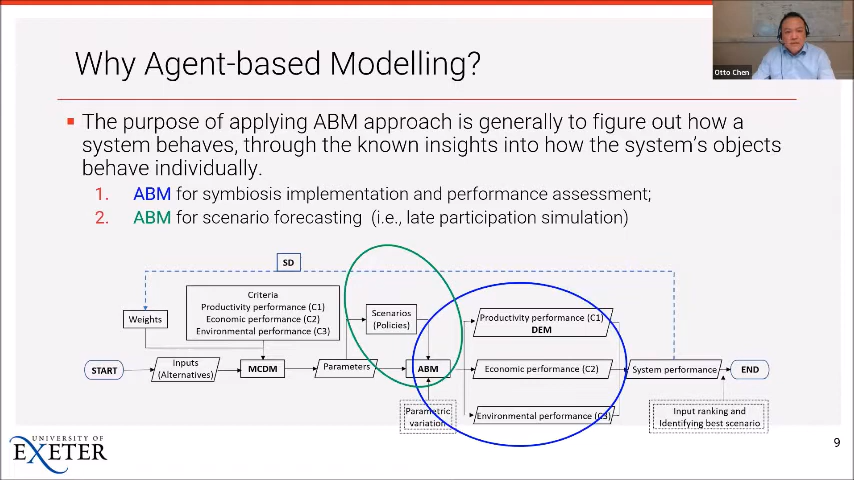 Why Agent-based Modelling?
Otto Chen
The purpose of applying ABM approach is generally to figure out how a
system behaves, through the known insights into how the system's objects
behave individually.
1. ABM for symbiosis implementation and performance assessment;
2. ABM for scenario forecasting (i.e., late participation simulation)
SD
Criteria
Productivity performance (C1)
Economic performance (C2)
Environmental performance (C3)
Weights
Scenarios
(Policies)
Productivity performance (C1)
DEM
START
Inputs
(Alternatives)
MCDM
Parameters
ABM
Economic performance (C2)
System performance
END
Parametric
variation
Environmental performance (C3)
Input ranking and
Identifying best scenario
UNIVERSITY OF
EXETER
9